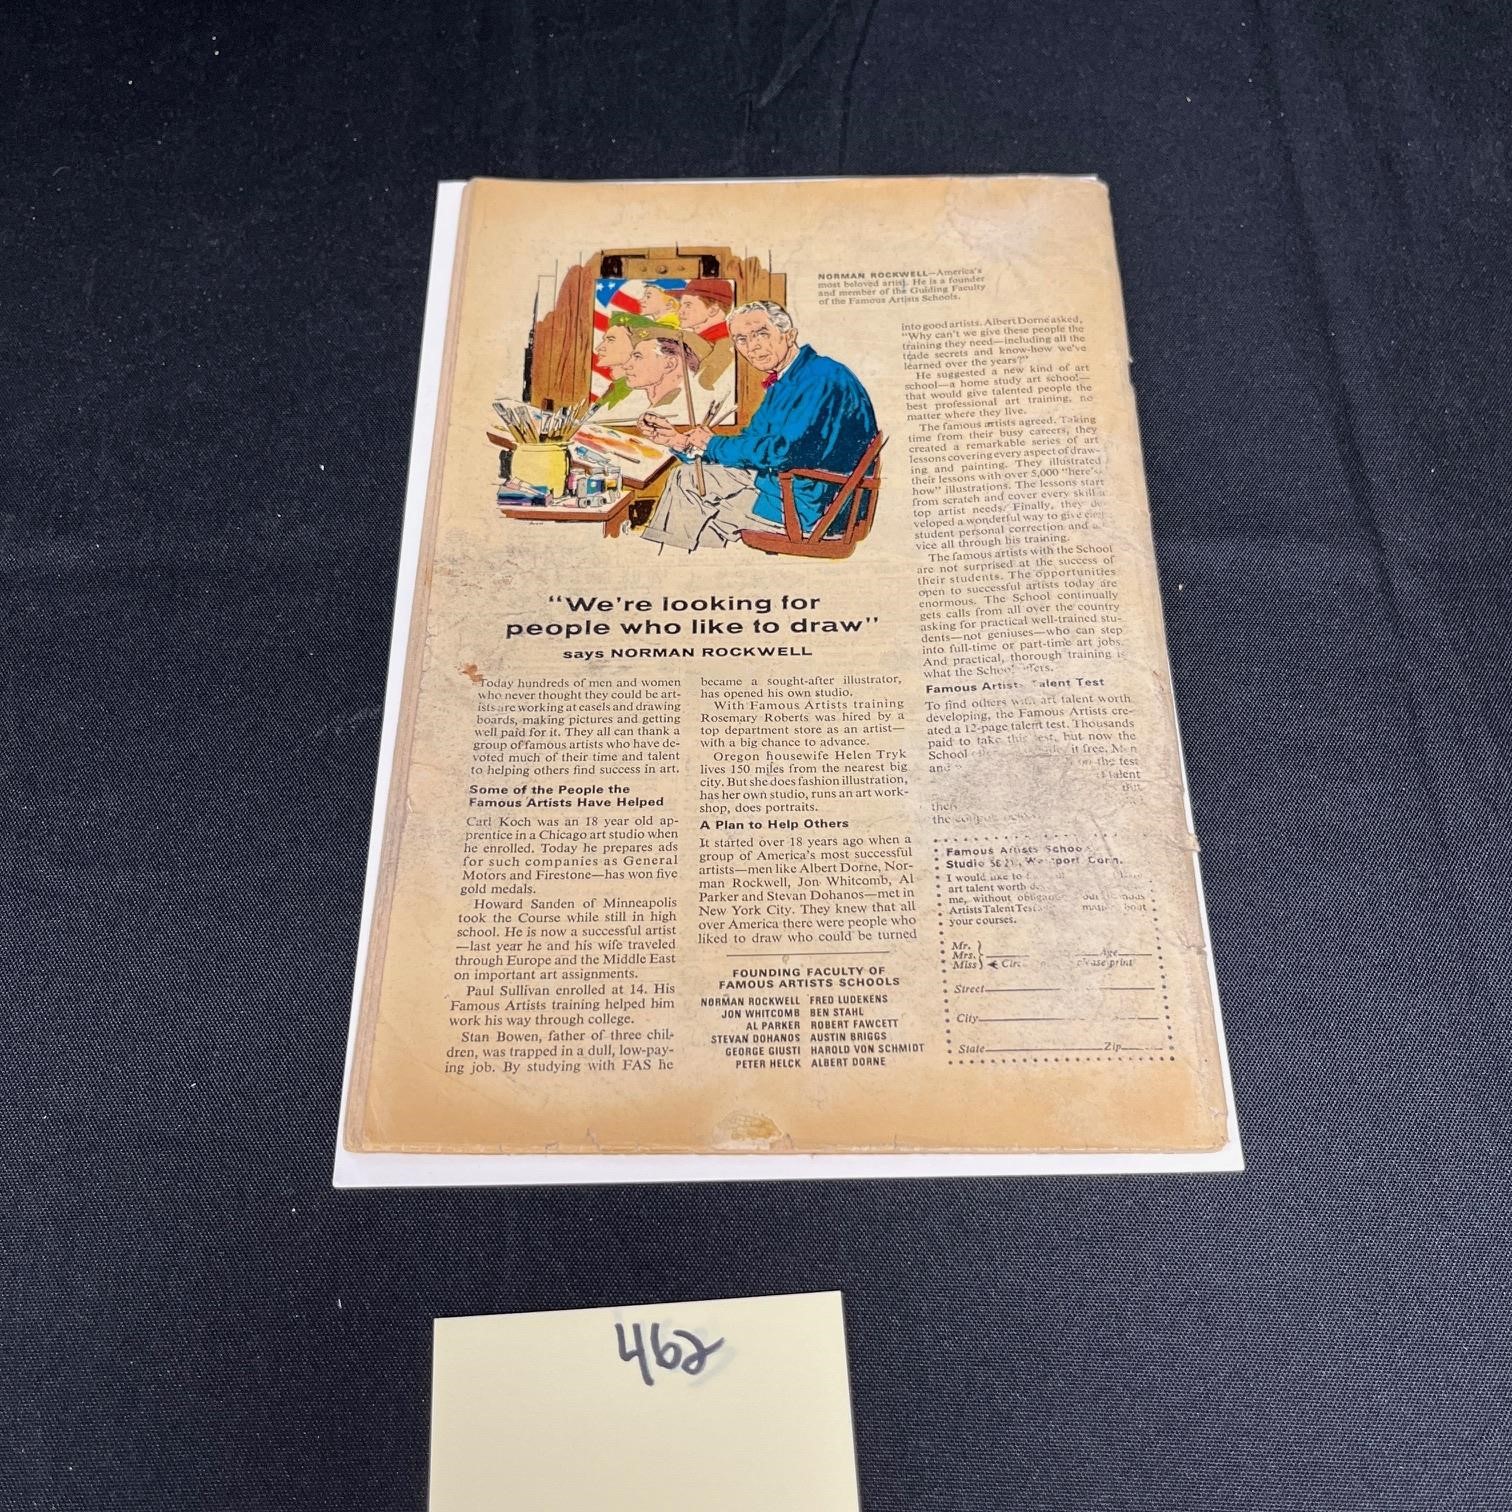 NORMAN ROCKWELL—America's
most beloved artist. He is a founder
and member of the Guiding Faculty
of the Famous Artists Schools.
"We're looking for
people who like to draw"
says NORMAN ROCKWELL
Today hundreds of men and women
who never thought they could be art-
ists are working at easels and drawing
boards, making pictures and getting
well paid for it. They all can thank a
group of famous artists who have de-
voted much of their time and talent
to helping others find success in art.
Some of the People the
Famous Artists Have Helped
Carl Koch was an 18 year old ap-
prentice in a Chicago art studio when
he enrolled. Today he prepares ads
for such companies as General
Motors and Firestone—has won five
gold medals.
Howard Sanden of Minneapolis
took the Course while still in high
school. He is now a successful artist
—last year he and his wife traveled
through Europe and the Middle East
on important art assignments.
Paul Sullivan enrolled at 14. His
Famous Artists training helped him
work his way through college.
Stan Bowen, father of three chil-
dren, was trapped in a dull, low-pay-
ing job. By studying with FAS he
became a sought-after illustrator,
has opened his own studio.
With Famous Artists training
Rosemary Roberts was hired by a
top department store as an artist—
with a big chance to advance.
Oregon housewife Helen Tryk
lives 150 miles from the nearest big
city. But she does fashion illustration,
has her own studio, runs an art work-
shop, does portraits.
A Plan to Help Others
It started over 18 years ago when a
group of America's most successful
artists—men like Albert Dorne, Nor-
man Rockwell, Jon Whitcomb, Al
Parker and Stevan Dohanos—met in
New York City. They knew that all
over America there were people who
liked to draw who could be turned
into good artists. Albert Dorne asked,
"Why can't we give these people the
training they need—including all the
trade secrets and know-how we've
learned over the years?"
He suggested a new kind of art
school—a home study art school—
that would give talented people the
best professional art training, no
matter where they live.
The famous artists agreed. Taking
time from their busy careers, they
created a remarkable series of art
lessons covering every aspect of draw-
ing and painting. They illustrated
their lessons with over 5,000 "here's
how" illustrations. The lessons start
from scratch and cover every skill a
top artist needs. Finally, they de-
veloped a wonderful way to give
student personal correction and
vice all through his training.
The famous artists with the School
are not surprised at the success of
their students. The opportunities
open to successful artists today are
enormous. The School continually
gets calls from all over the country
asking for practical well-trained stu-
dents—not geniuses—who can step
into full-time or part-time art jobs.
And practical, thorough training is
what the School
Famous Artists Talent Test
To find others with art talent worth
developing, the Famous Artists cre-
ated a 12-page talent test. Thousands
paid to take this test, but now the
School it free. Men
and on the test
talent
but
the
the coupon
Famous Artists School
Studio Westport, Conn.
I would like to
art talent worth
me, without obligation
Artists Talent Test about
your courses.
Mr.
Mrs. Age
Miss please print
Street
City
State Zip
FOUNDING FACULTY OF
FAMOUS ARTISTS SCHOOLS
NORMAN ROCKWELL FRED LUDEKENS
JON WHITCOMB BEN STAHL
AL PARKER ROBERT FAWCETT
STEVAN DOHANOS AUSTIN BRIGGS
GEORGE GIUSTI HAROLD VON SCHMIDT
PETER HELCK ALBERT DORNE
462